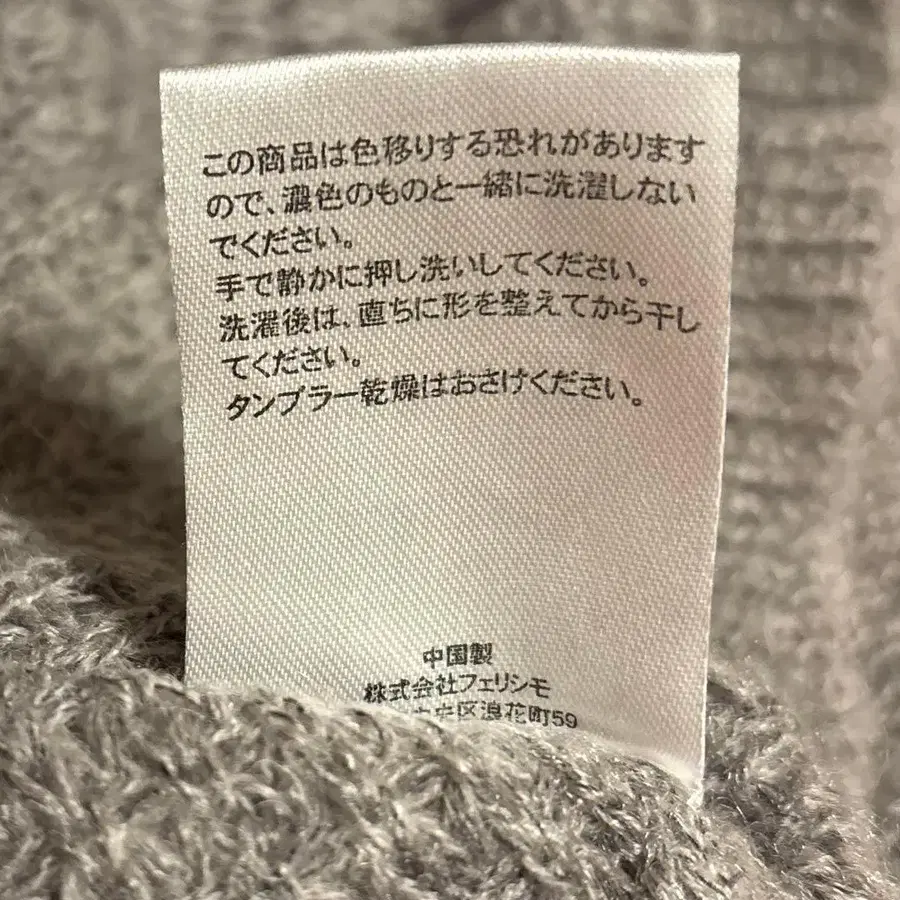 この商品は色移りする恐れがあります
ので、濃色のものと一緒に洗濯しない
でください。
手で静かに押し洗いしてください。
洗濯後は、直ちに形を整えてから干し
てください。
タンブラー乾燥はおさけください。
中国製
株式会社フェリシモ
中央区浪花町59